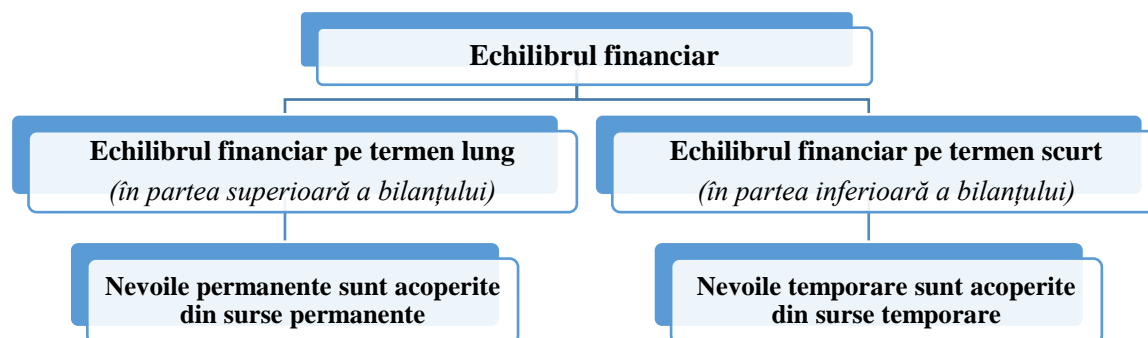 Echilibrul financiar
Echilibrul financiar pe termen lung
(în partea superioară a bilanțului)
Echilibrul financiar pe termen scurt
(în partea inferioară a bilanțului)
Nevoile permanente sunt acoperite
din surse permanente
Nevoile temporare sunt acoperite
din surse temporare